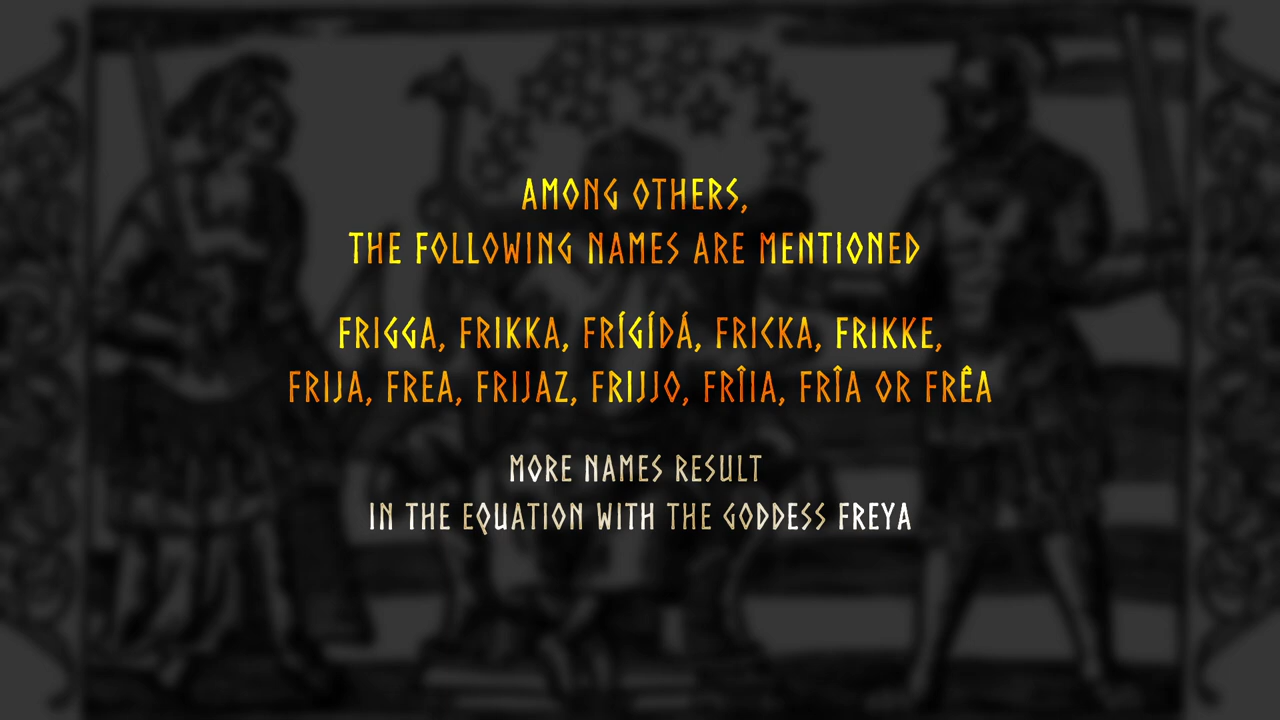 AMONG OTHERS,
THE FOLLOWING NAMES ARE MENTIONED
FRIGGA, FRIKKA, FRÍGÍDÁ, FRICKA, FRIKKE,
FRIJA, FREA, FRIJAZ, FRIJJO, FRÎIA, FRÎA OR FRÊA
MORE NAMES RESULT
IN THE EQUATION WITH THE GODDESS FREYA